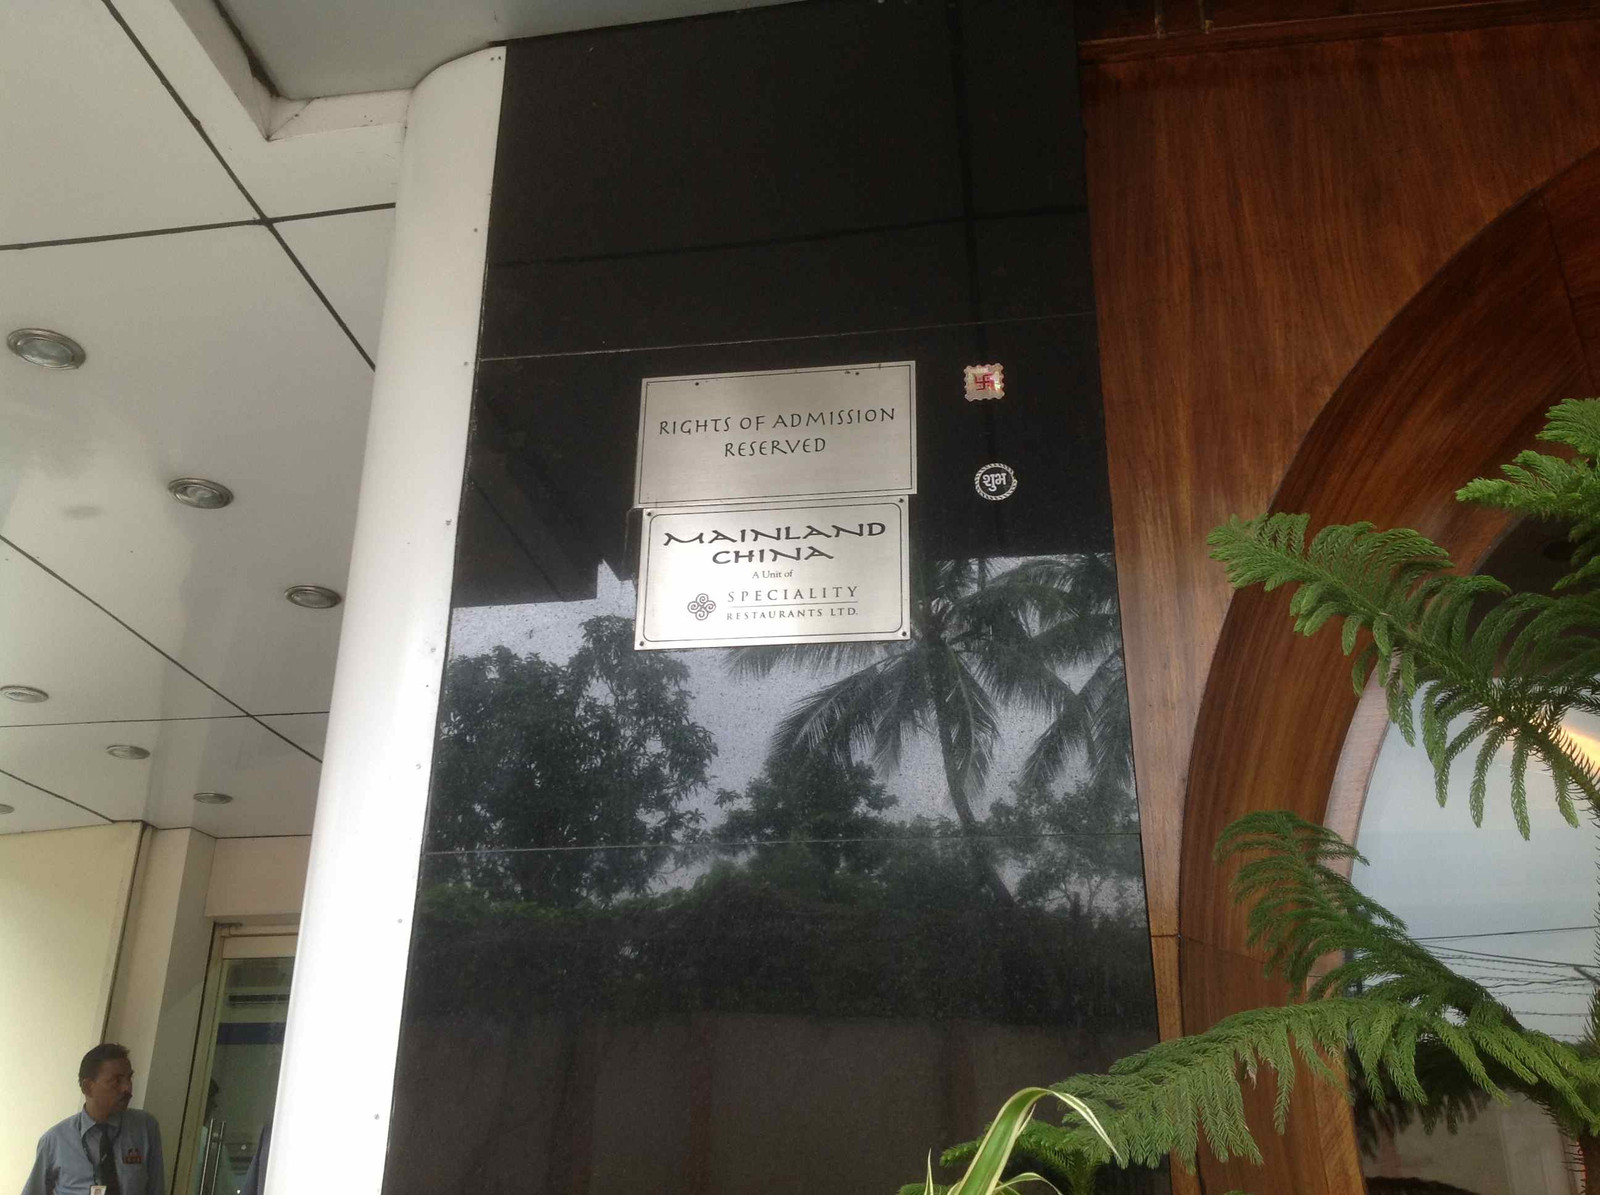 RIGHTS OF ADMISSION
RESERVED
शुभ
MAINLAND
CHINA
A Unit of
SPECIALITY
RESTAURANTS LTD.